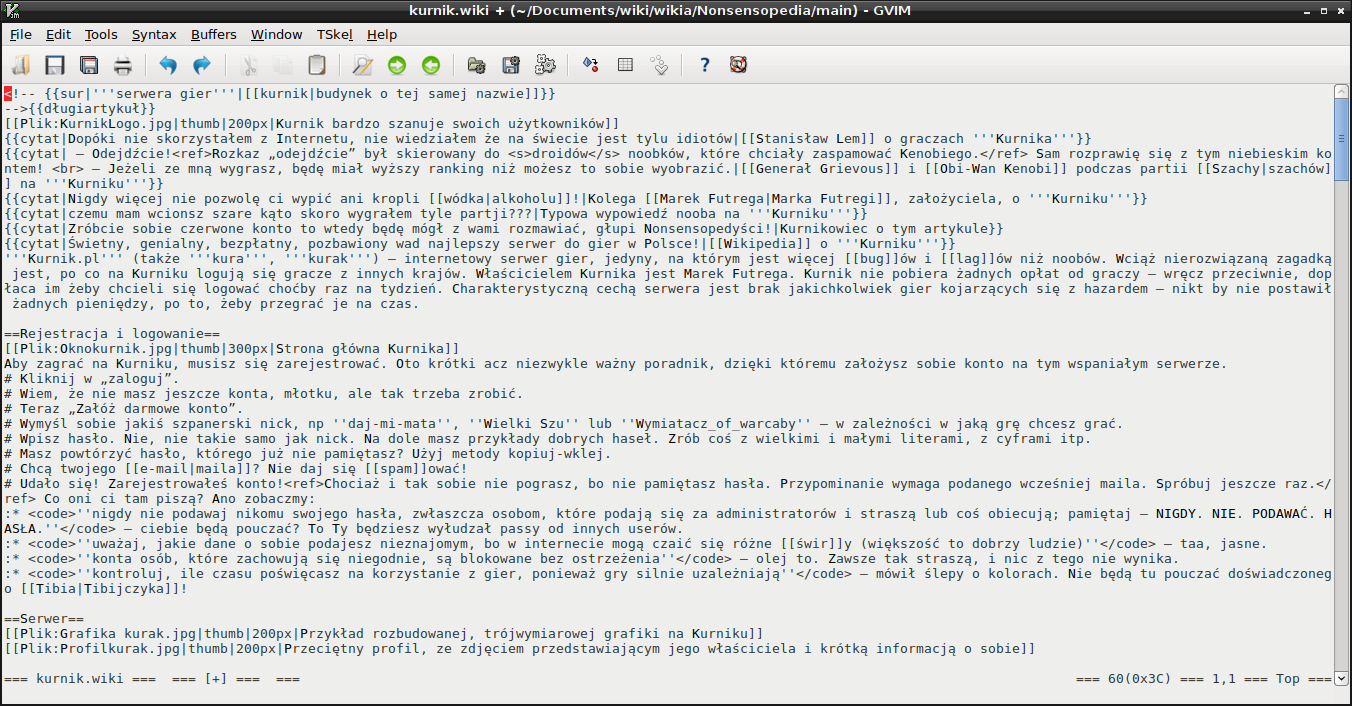 kurnik.wiki + (~/Documents/wiki/wikia/Nonsensopedia/main) - GVIM
File Edit Tools Syntax Buffers Window TSkel Help
<!-- {{sur|'''serwera gier'''|[[kurnik|budynek o tej samej nazwie]]}}
-->{{długiartykuł}}
[[Plik:KurnikLogo.jpg|thumb|200px|Kurnik bardzo szanuje swoich użytkowników]]
{{cytat|Dopóki nie skorzystałem z Internetu, nie wiedziałem że na świecie jest tylu idiotów|[[Stanisław Lem]] o graczach '''Kurnika'''}}
{{cytat| – Odejdźcie!<ref>Rozkaz „odejdźcie” był skierowany do <s>droidów</s> noobków, które chciały zaspamować Kenobiego.</ref> Sam rozprawię się z tym niebieskim ko
ntem! <br> – Jeżeli ze mną wygrasz, będę miał wyższy ranking niż możesz to sobie wyobrazić.|[[Generał Grievous]] i [[Obi-Wan Kenobi]] podczas partii [[Szachy|szachów]
] na '''Kurniku'''}}
{{cytat|Nigdy więcej nie pozwolę ci wypić ani kropli [[wódka|alkoholu]]!|Kolega [[Marek Futrega|Marka Futregi]], założyciela, o '''Kurniku'''}}
{{cytat|czemu mam wcionsz szare kąto skoro wygrałem tyle partji???|Typowa wypowiedź nooba na '''Kurniku'''}}
{{cytat|Zróbcie sobie czerwone konto to wtedy będę mógł z wami rozmawiać, głupi Nonsensopedyści!|Kurnikowiec o tym artykule}}
{{cytat|Świetny, genialny, bezpłatny, pozbawiony wad najlepszy serwer do gier w Polsce!|[[Wikipedia]] o '''Kurniku'''}}
'''Kurnik.pl''' (także '''kura''', '''kurak''') – internetowy serwer gier, jedyny, na którym jest więcej [[bug]]ów i [[lag]]ów niż noobów. Wciąż nierozwiązaną zagadką
jest, po co na Kurniku logują się gracze z innych krajów. Właścicielem Kurnika jest Marek Futrega. Kurnik nie pobiera żadnych opłat od graczy – wręcz przeciwnie, dop
łaca im żeby chcieli się logować choćby raz na tydzień. Charakterystyczną cechą serwera jest brak jakichkolwiek gier kojarzących się z hazardem – nikt by nie postawił
żadnych pieniędzy, po to, żeby przegrać je na czas.
==Rejestracja i logowanie==
[[Plik:Oknokurnik.jpg|thumb|300px|Strona główna Kurnika]]
Aby zagrać na Kurniku, musisz się zarejestrować. Oto krótki acz niezwykle ważny poradnik, dzięki któremu założysz sobie konto na tym wspaniałym serwerze.
# Kliknij w „zaloguj”.
# Wiem, że nie masz jeszcze konta, młotku, ale tak trzeba zrobić.
# Teraz „Załóż darmowe konto”.
# Wymyśl sobie jakiś szpanerski nick, np ''daj-mi-mata'', ''Wielki Szu'' lub ''Wymiatacz_of_warcaby'' – w zależności w jaką grę chcesz grać.
# Wpisz hasło. Nie, nie takie samo jak nick. Na dole masz przykłady dobrych haseł. Zrób coś z wielkimi i małymi literami, z cyframi itp.
# Masz powtórzyć hasło, którego już nie pamiętasz? Użyj metody kopiuj-wklej.
# Chcą twojego [[e-mail|maila]]? Nie daj się [[spam]]ować!
# Udało się! Zarejestrowałeś konto!<ref>Chociaż i tak sobie nie pograsz, bo nie pamiętasz hasła. Przypominanie wymaga podanego wcześniej maila. Spróbuj jeszcze raz.</
ref> Co oni ci tam piszą? Ano zobaczmy:
:* <code>''nigdy nie podawaj nikomu swojego hasła, zwłaszcza osobom, które podają się za administratorów i straszą lub coś obiecują; pamiętaj – NIGDY. NIE. PODAWAĆ. H
ASŁA.''</code> – ciebie będą pouczać? To Ty będziesz wyłudzał passy od innych userów.
:* <code>''uważaj, jakie dane o sobie podajesz nieznajomym, bo w internecie mogą czaić się różne [[świr]]y (większość to dobrzy ludzie)''</code> – taa, jasne.
:* <code>''konta osób, które zachowują się niegodnie, są blokowane bez ostrzeżenia''</code> – olej to. Zawsze tak straszą, i nic z tego nie wynika.
:* <code>''kontroluj, ile czasu poświęcasz na korzystanie z gier, ponieważ gry silnie uzależniają''</code> – mówił ślepy o kolorach. Nie będą tu pouczać doświadczoneg
o [[Tibia|Tibijczyka]]!
==Serwer==
[[Plik:Grafika kurak.jpg|thumb|200px|Przykład rozbudowanej, trójwymiarowej grafiki na Kurniku]]
[[Plik:Profilkurak.jpg|thumb|200px|Przeciętny profil, ze zdjęciem przedstawiającym jego właściciela i krótką informacją o sobie]]
=== kurnik.wiki ===  === [+] ===  === === 60(0x3C) === 1,1 === Top ===